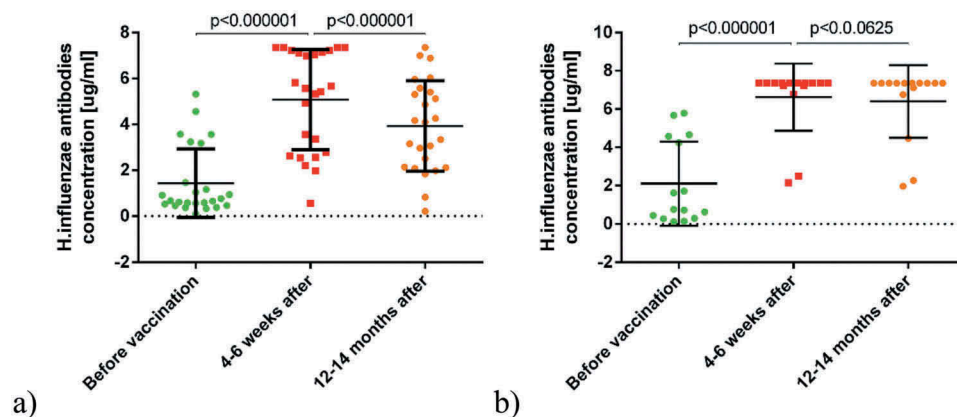 p<0.000001 p<0.000001
H.influenzae antibodies
concentration [ug/ml]
8
6
4
2
0
-2
Before vaccination
4-6 weeks after
12-14 months after
a)
p<0.000001 p<0.0625
H.influenzae antibodies
concentration [ug/ml]
10
8
6
4
2
0
-2
Before vaccination
4-6 weeks after
12-14 months after
b)